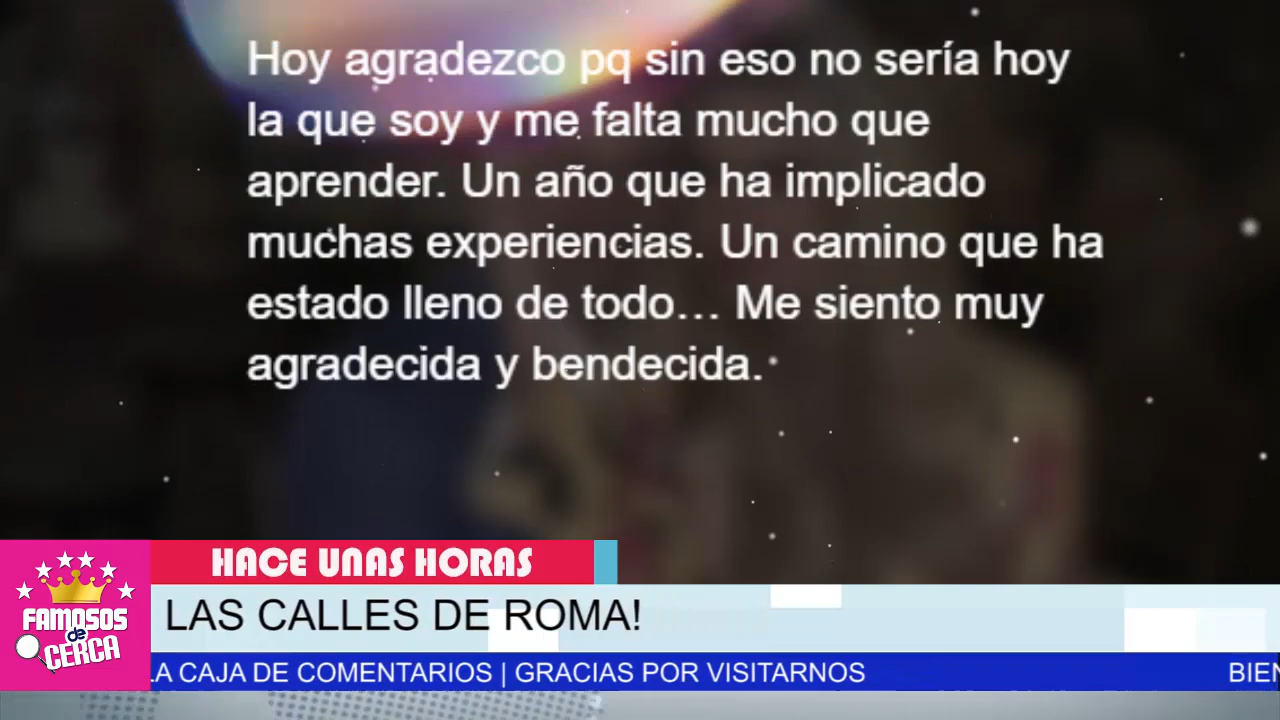 Hoy agradezco pq sin eso no sería hoy
la que soy y me falta mucho que
aprender. Un año que ha implicado
muchas experiencias. Un camino que ha
estado lleno de todo… Me siento muy
agradecida y bendecida.
HACE UNAS HORAS
FAMOSOS
de
CERCA
LAS CALLES DE ROMA!
LA CAJA DE COMENTARIOS | GRACIAS POR VISITARNOS
BIEN